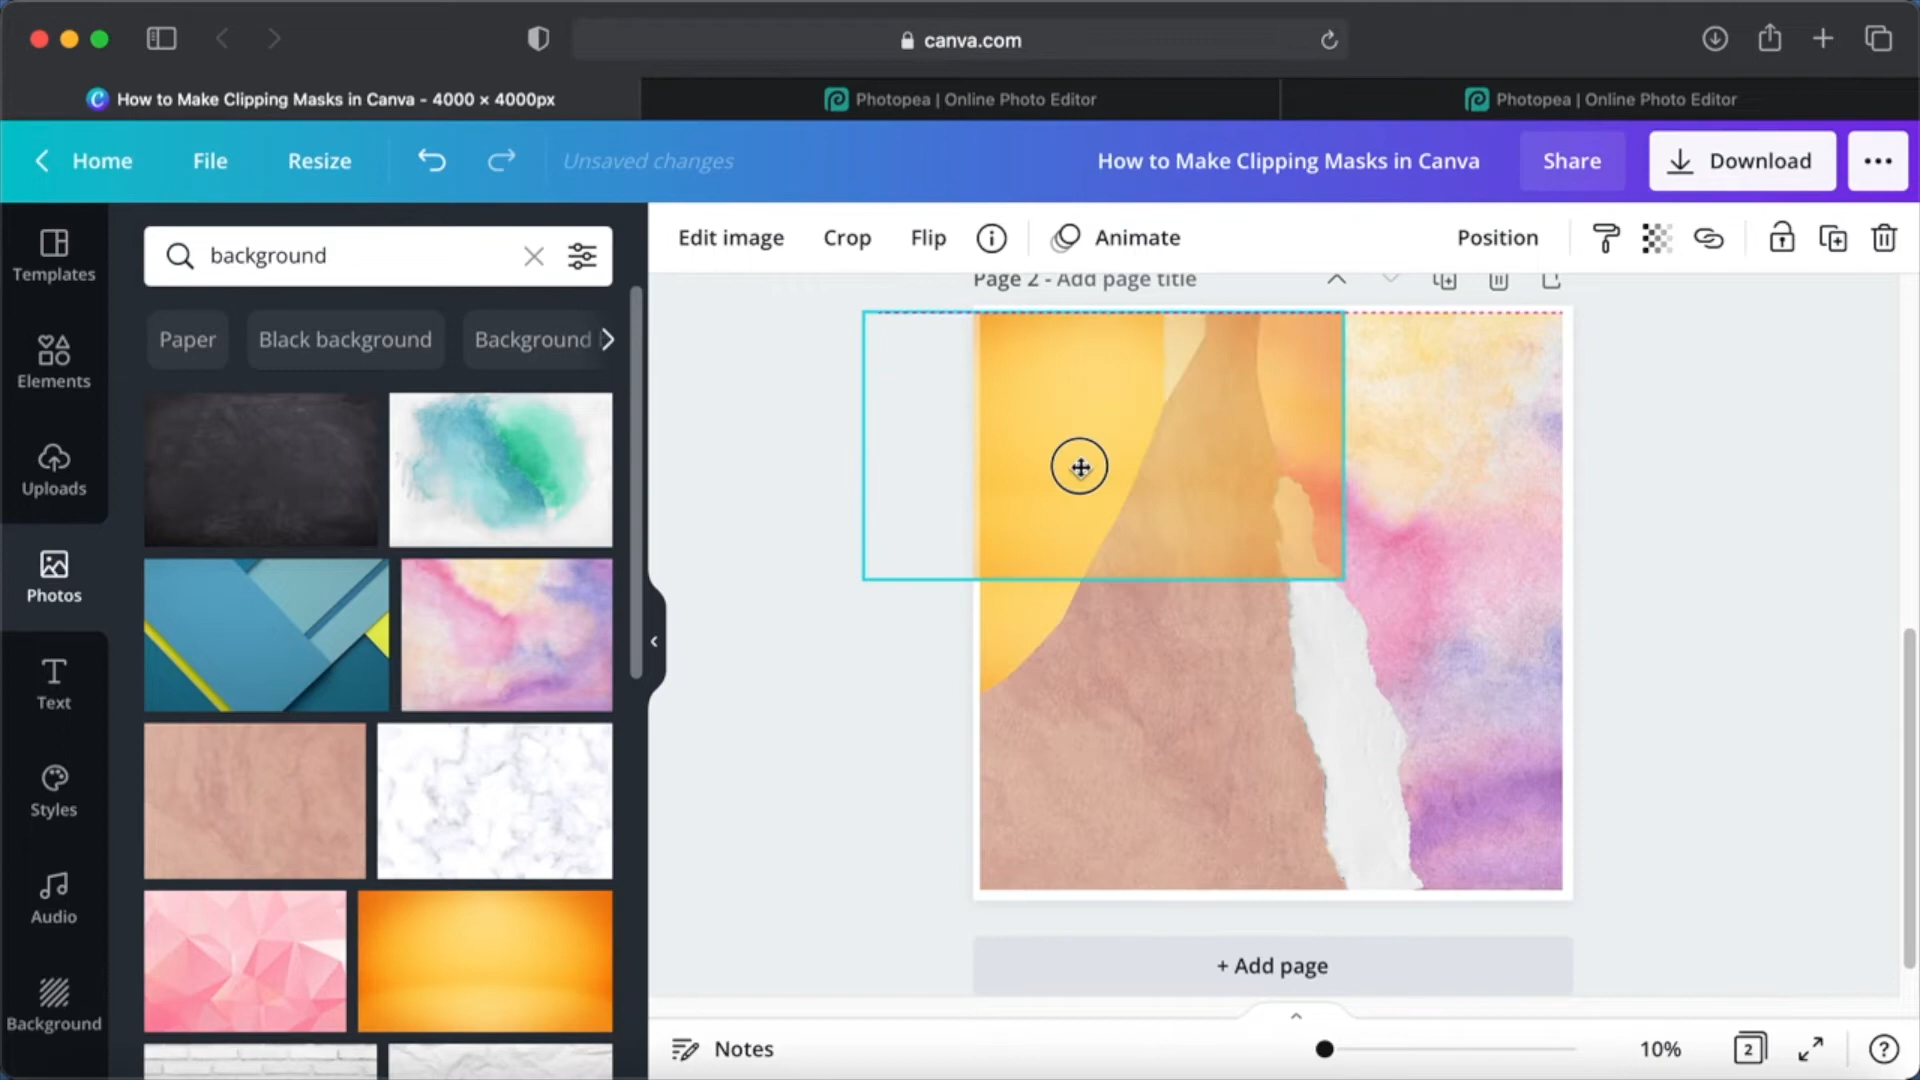 canva.com
How to Make Clipping Masks in Canva - 4000 × 4000px
Photopea | Online Photo Editor
Photopea | Online Photo Editor
Home
File
Resize
Unsaved changes
How to Make Clipping Masks in Canva
Share
Download
Edit image
Crop
Flip
Animate
Position
Templates
Elements
Uploads
Photos
Text
Styles
Audio
Background
background
Paper
Black background
Background
Page 2 - Add page title
+ Add page
Notes
10%
2